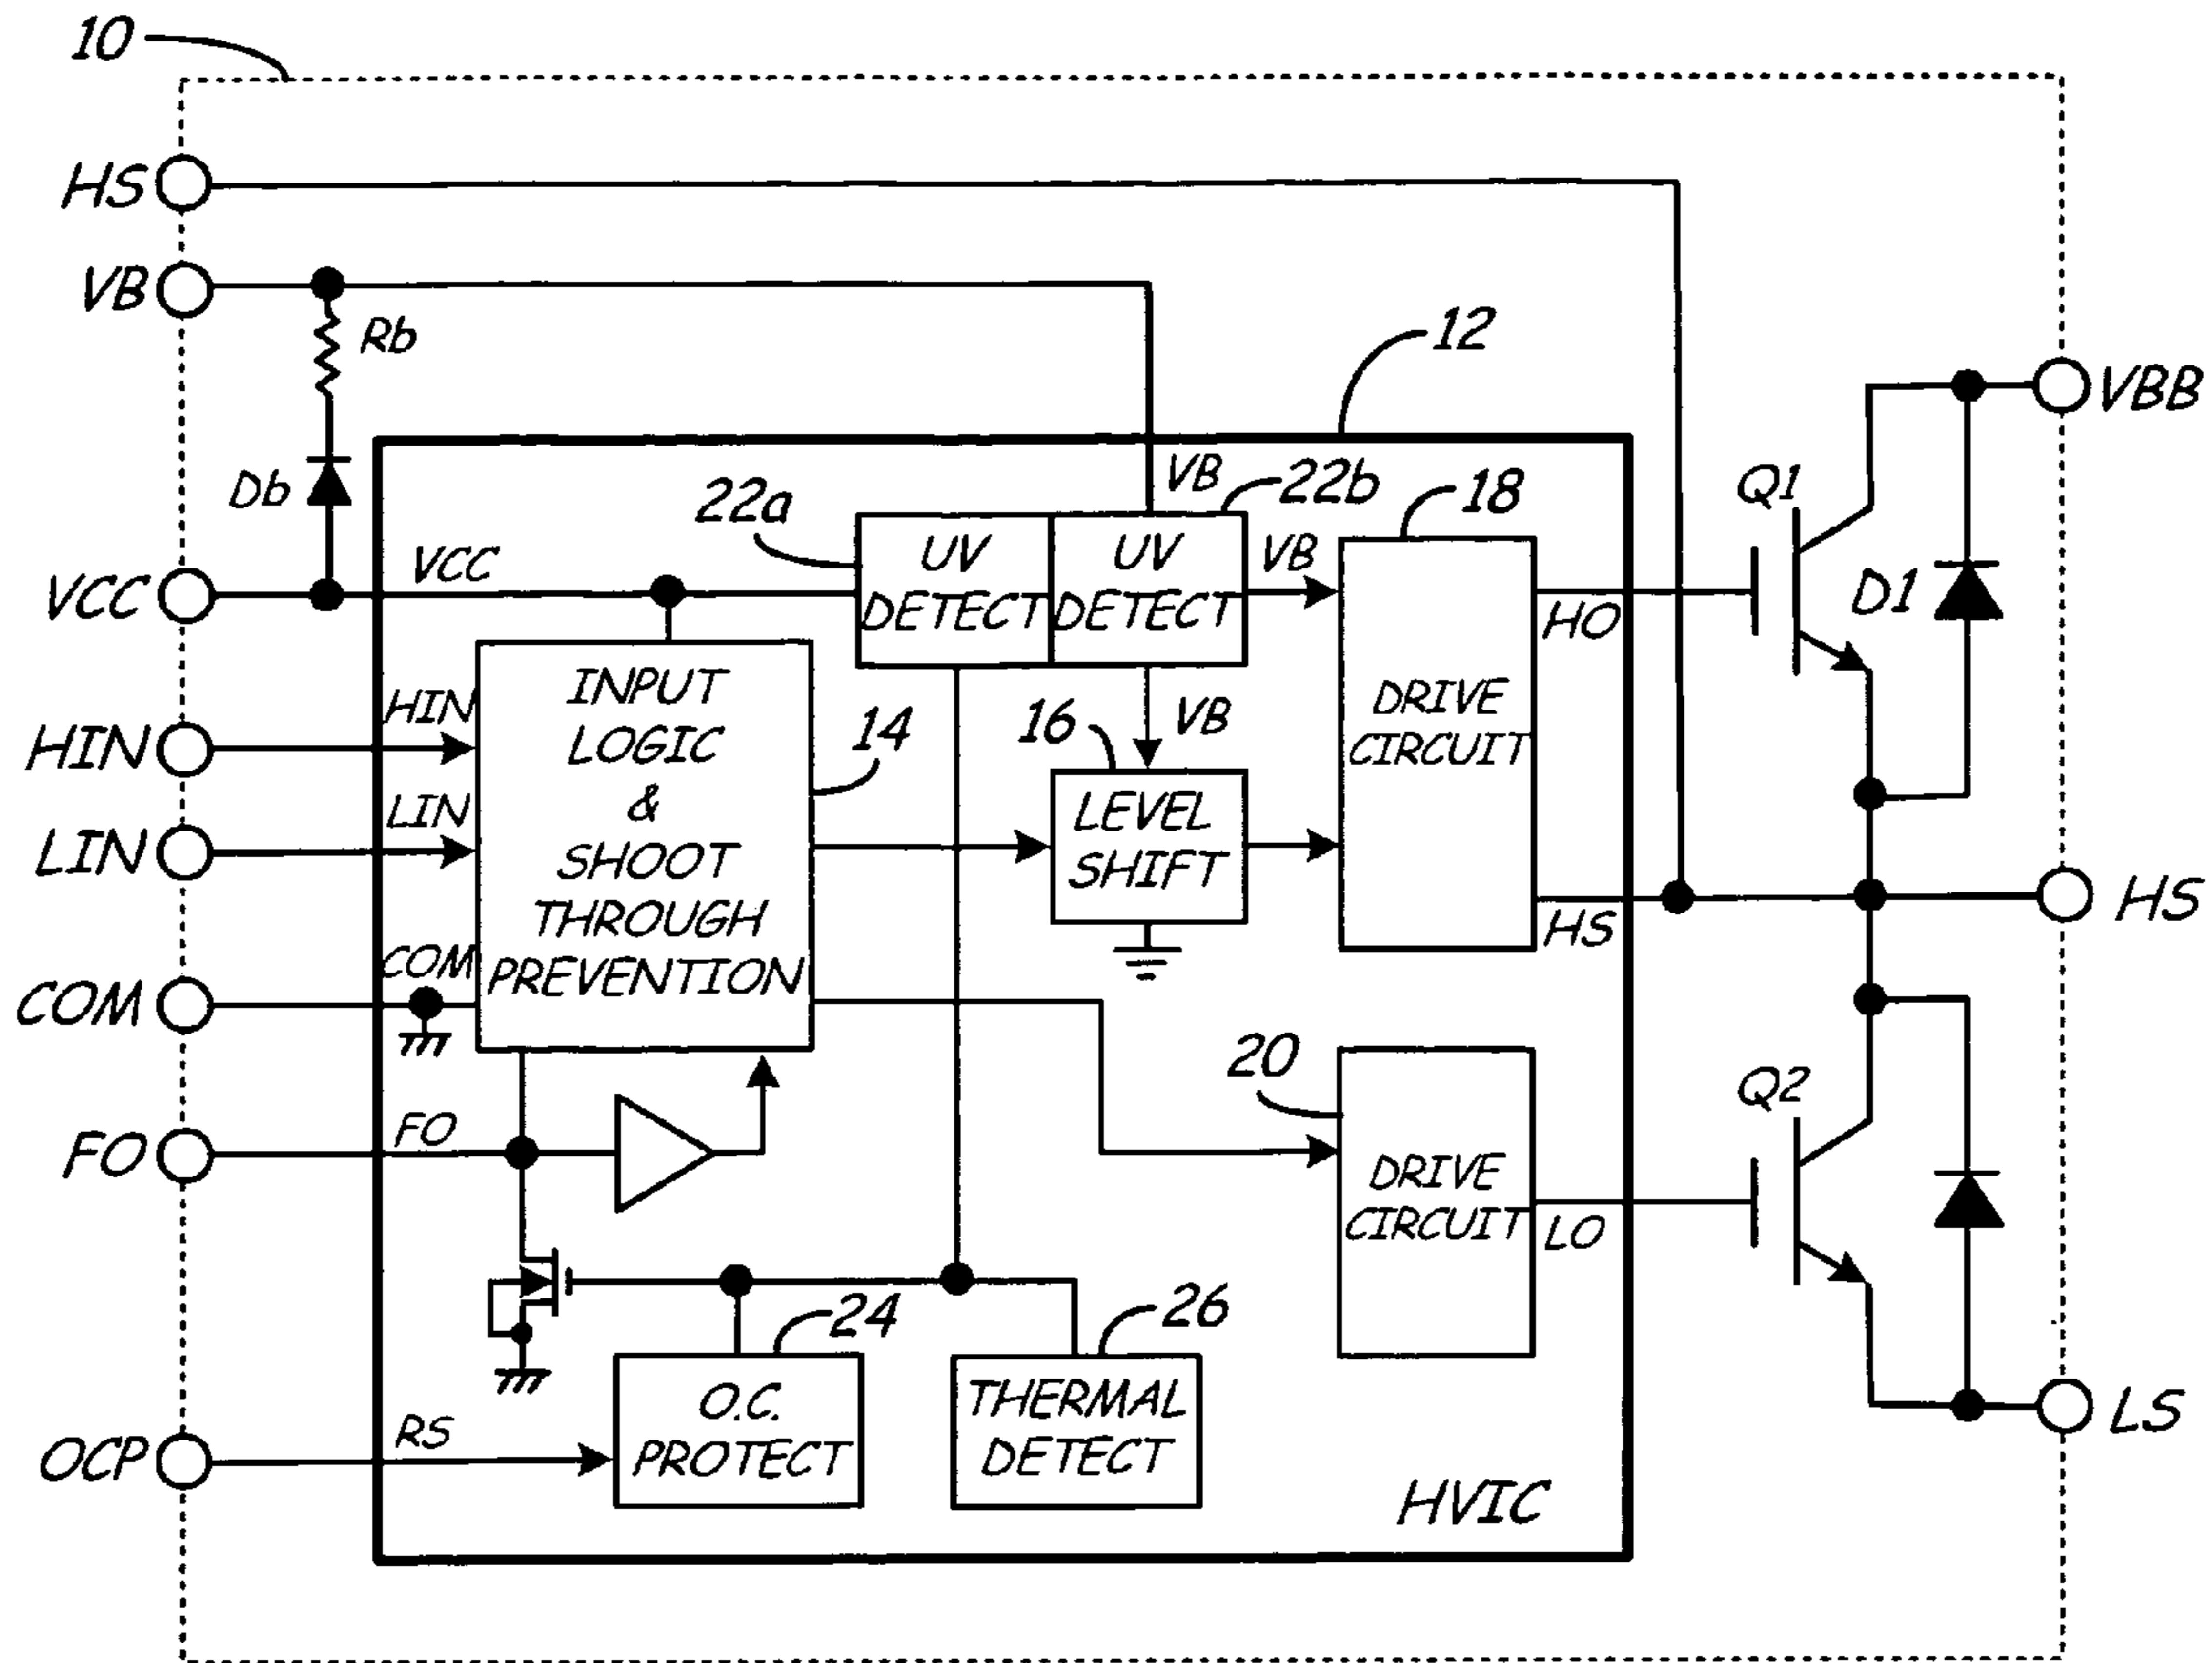 10
HS
VB
Rb
12
VBB
Db
VB
22a
22b
18
Q1
VCC
VCC
UV
DETECT
UV
DETECT
VB
HO
D1
HIN
HIN
INPUT
LOGIC
&
SHOOT
THROUGH
PREVENTION
14
16
VB
DRIVE
CIRCUIT
LIN
LIN
LEVEL
SHIFT
HS
HS
COM
COM
20
Q2
FO
FO
DRIVE
CIRCUIT
LO
24
26
OCP
RS
O.C.
PROTECT
THERMAL
DETECT
LS
HVIC